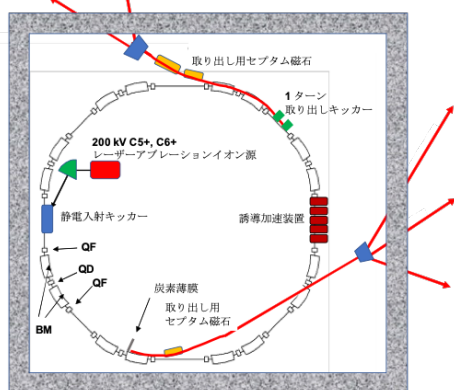 取り出し用セプタム磁石
1 ターン
取り出しキッカー
200 kV C5+, C6+
レーザーアブレーションイオン源
静電入射キッカー
誘導加速装置
QF
QD
QF
BM
炭素薄膜
取り出し用
セプタム磁石